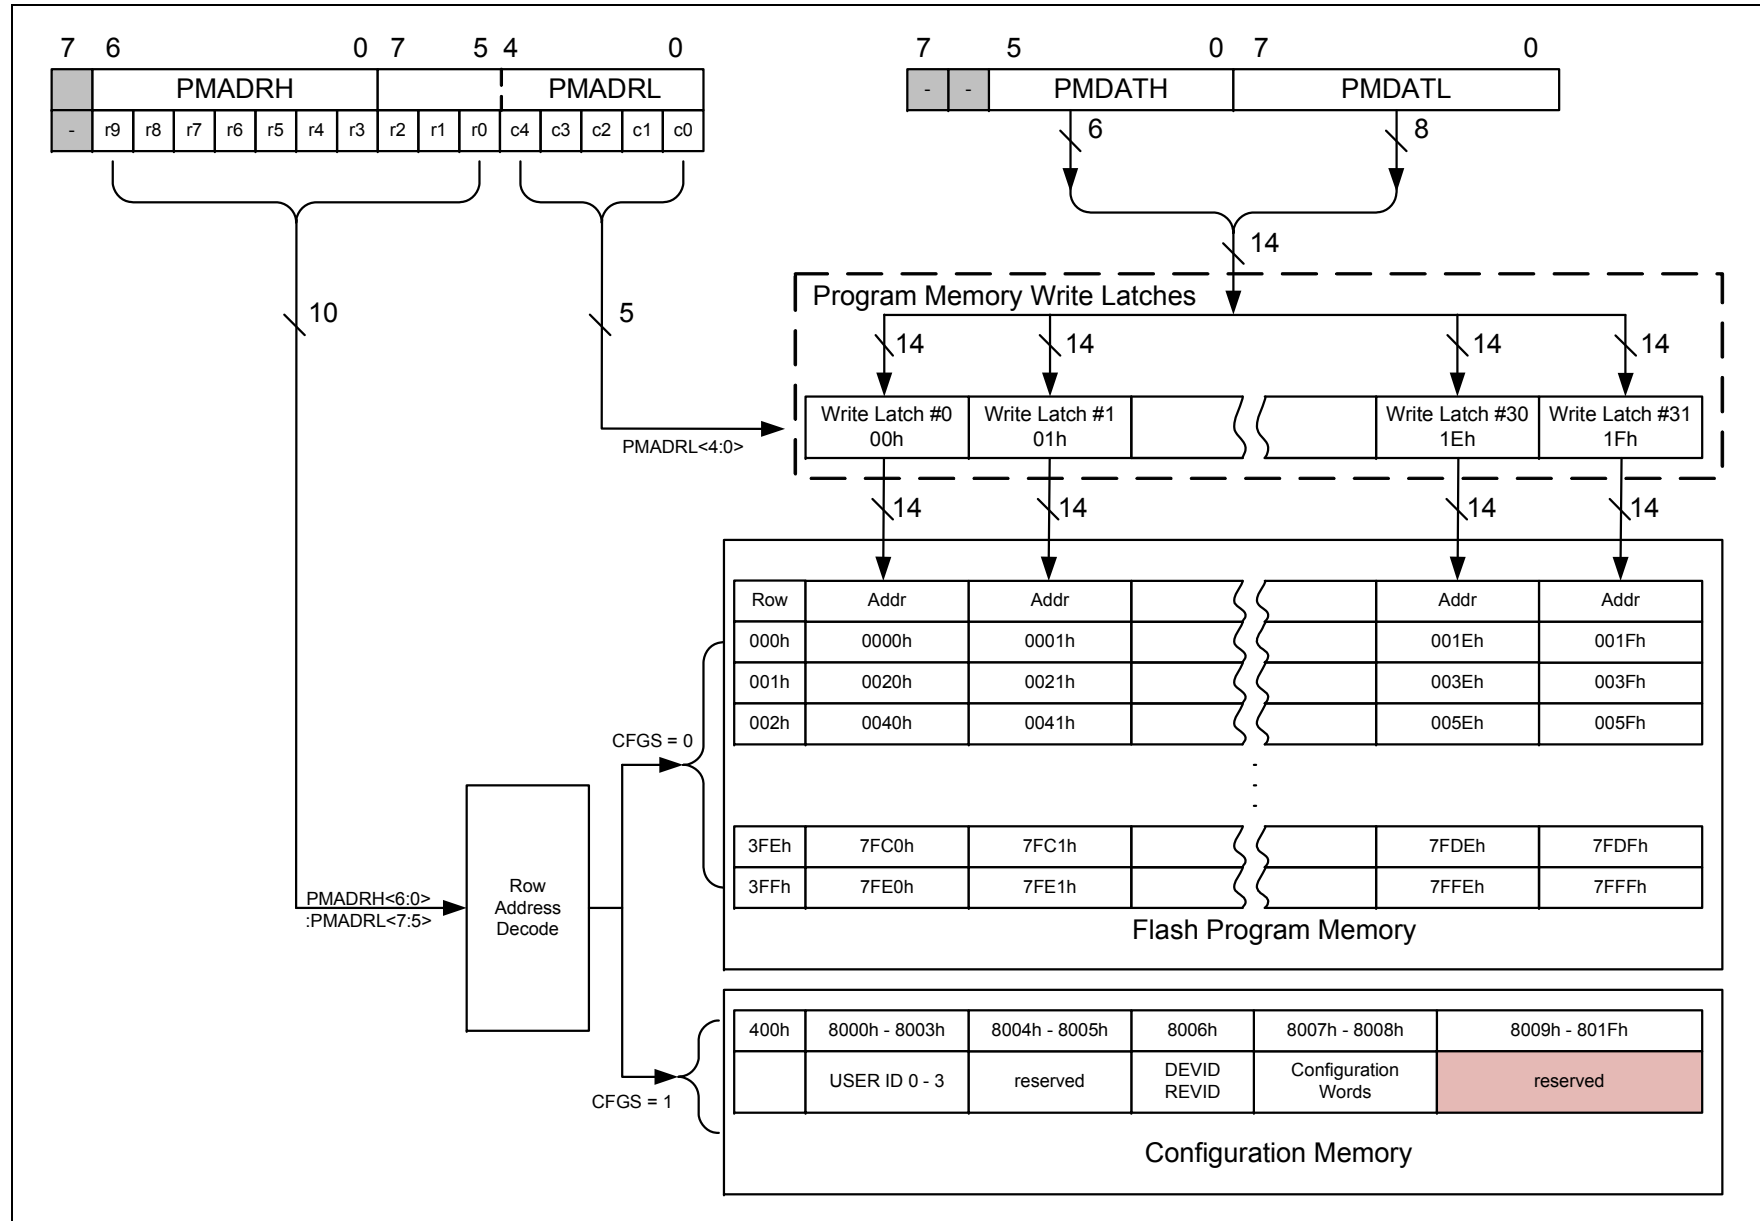 7 6 0 7 5 4 0
PMADRH PMADRL
- r9 r8 r7 r6 r5 r4 r3 r2 r1 r0 c4 c3 c2 c1 c0
7 5 0 7 0
- - PMDATH PMDATL
6 8
14
10
5
Program Memory Write Latches
14 14 14 14
Write Latch #0 Write Latch #1 Write Latch #30 Write Latch #31
00h 01h 1Eh 1Fh
PMADRL<4:0>
14 14 14 14
Row Addr Addr Addr Addr
000h 0000h 0001h 001Eh 001Fh
001h 0020h 0021h 003Eh 003Fh
002h 0040h 0041h 005Eh 005Fh
CFGS = 0
3FEh 7FC0h 7FC1h 7FDEh 7FDFh
3FFh 7FE0h 7FE1h 7FFEh 7FFFh
Flash Program Memory
PMADRH<6:0>
:PMADRL<7:5>
Row
Address
Decode
400h 8000h - 8003h 8004h - 8005h 8006h 8007h - 8008h 8009h - 801Fh
USER ID 0 - 3 reserved DEVID Configuration reserved
REVID Words
CFGS = 1
Configuration Memory